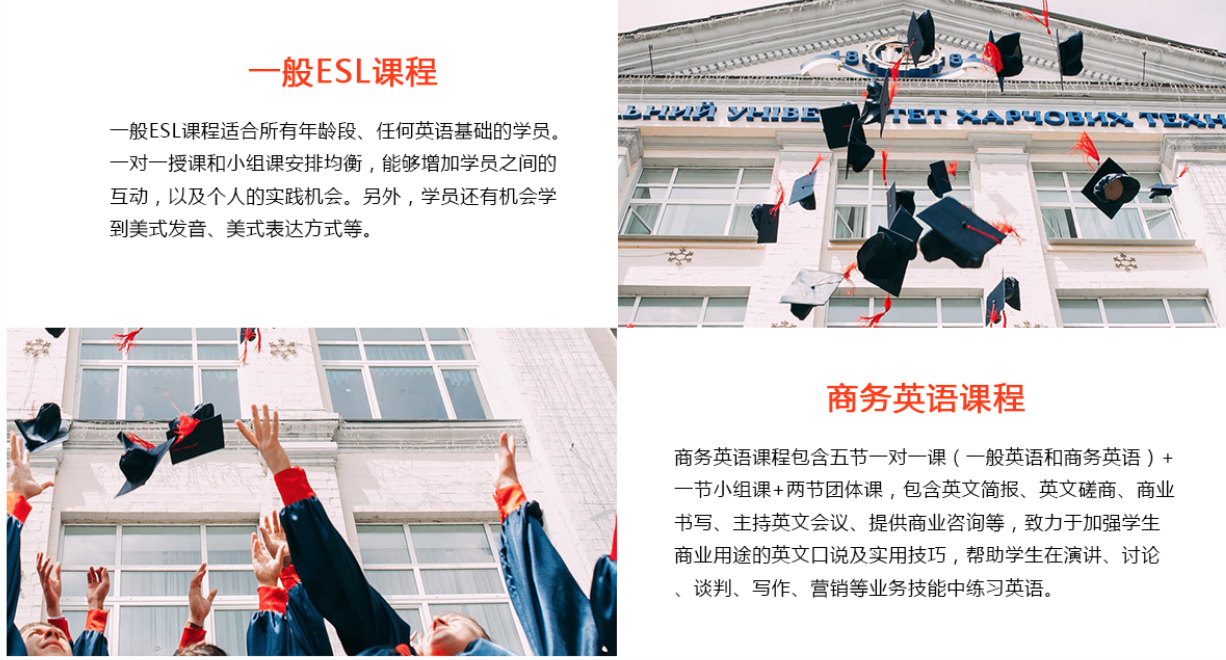 一般ESL课程
一般ESL课程适合所有年龄段、任何英语基础的学员。
一对一授课和小组课安排均衡，能够增加学员之间的
互动，以及个人的实践机会。另外，学员还有机会学
到美式发音、美式表达方式等。
ТЕТ ХАРЧОВИХ ТЕХН
商务英语课程
商务英语课程包含五节一对一课（一般英语和商务英语）+
一节小组课+两节团体课，包含英文简报、英文磋商、商业
书写、主持英文会议、提供商业咨询等，致力于加强学生
商业用途的英文口说及实用技巧，帮助学生在演讲、讨论
、谈判、写作、营销等业务技能中练习英语。